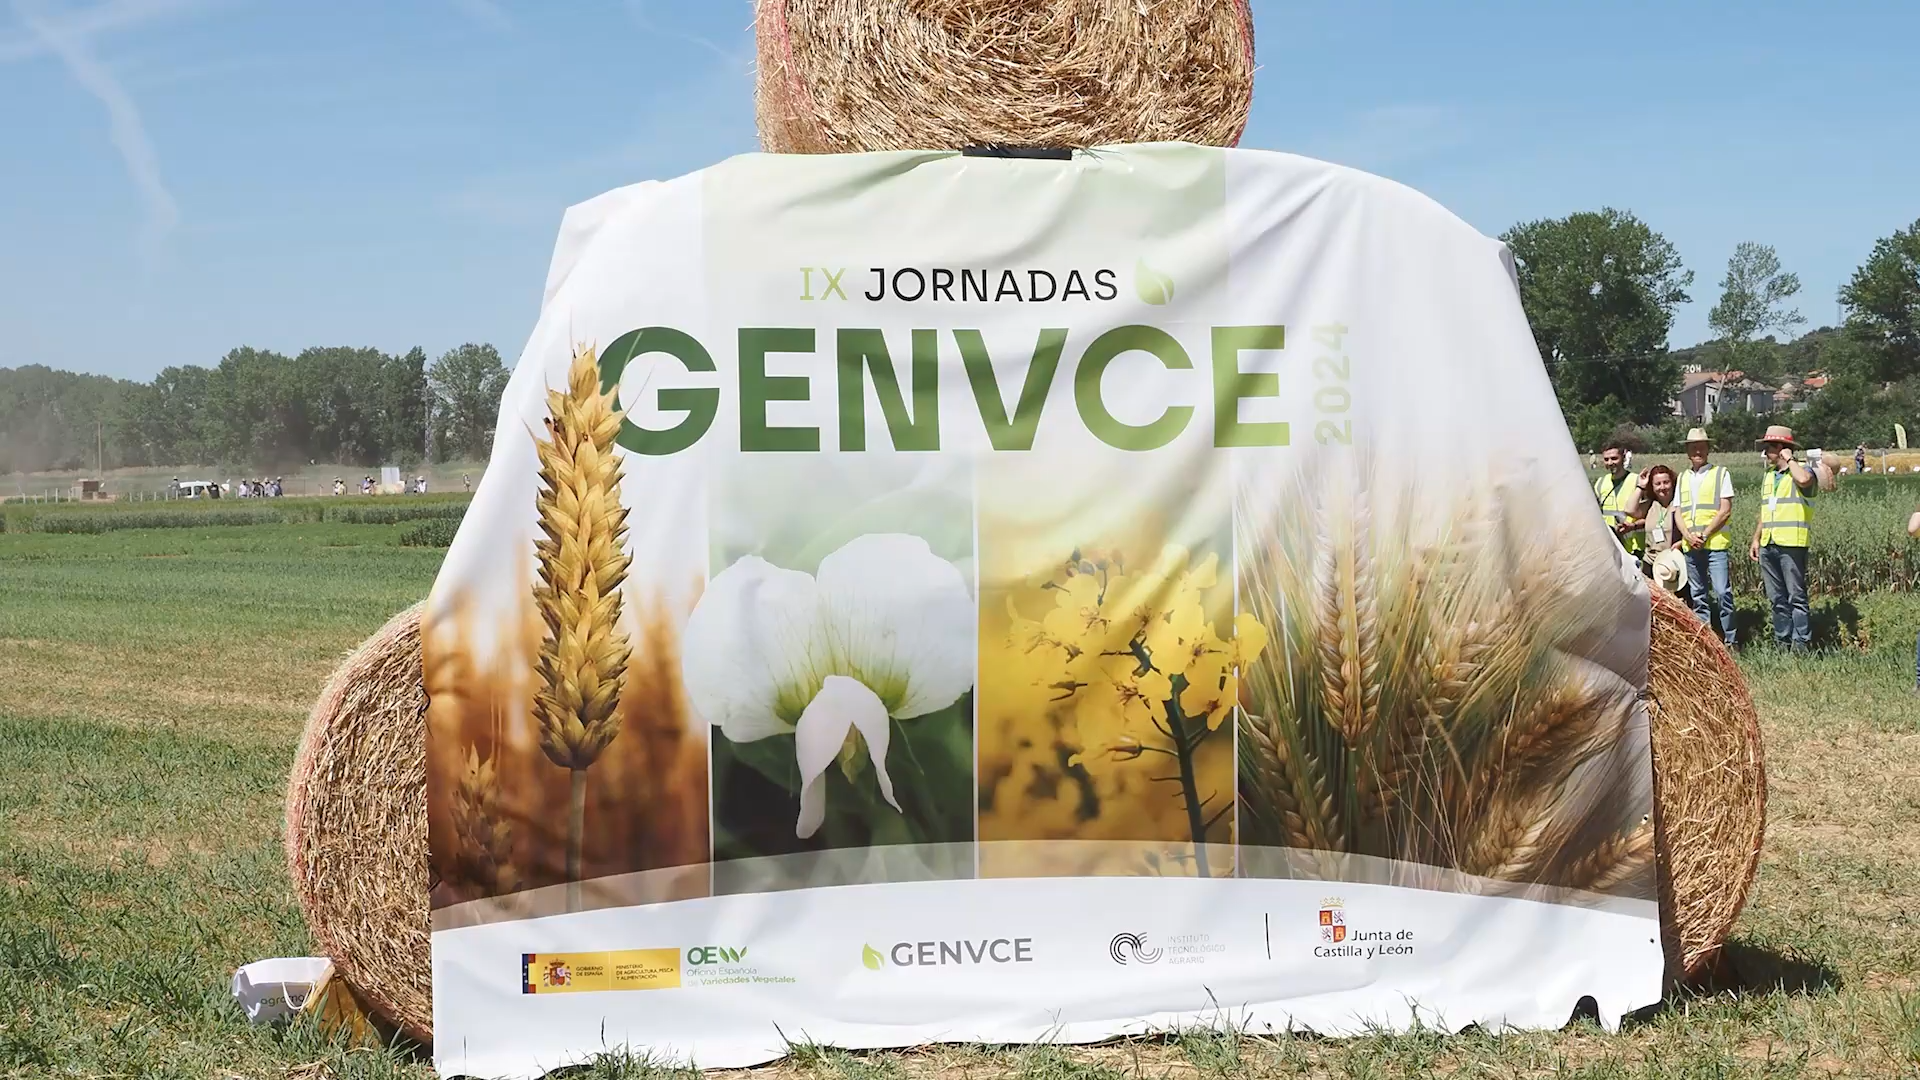 IX JORNADAS
GENVCE
2024
GOBIERNO
DE ESPAÑA
MINISTERIO
DE AGRICULTURA, PESCA
Y ALIMENTACIÓN
OEVV
Oficina Española
de Variedades Vegetales
GENVCE
INSTITUTO
TECNOLÓGICO
AGRARIO
Junta de
Castilla y León